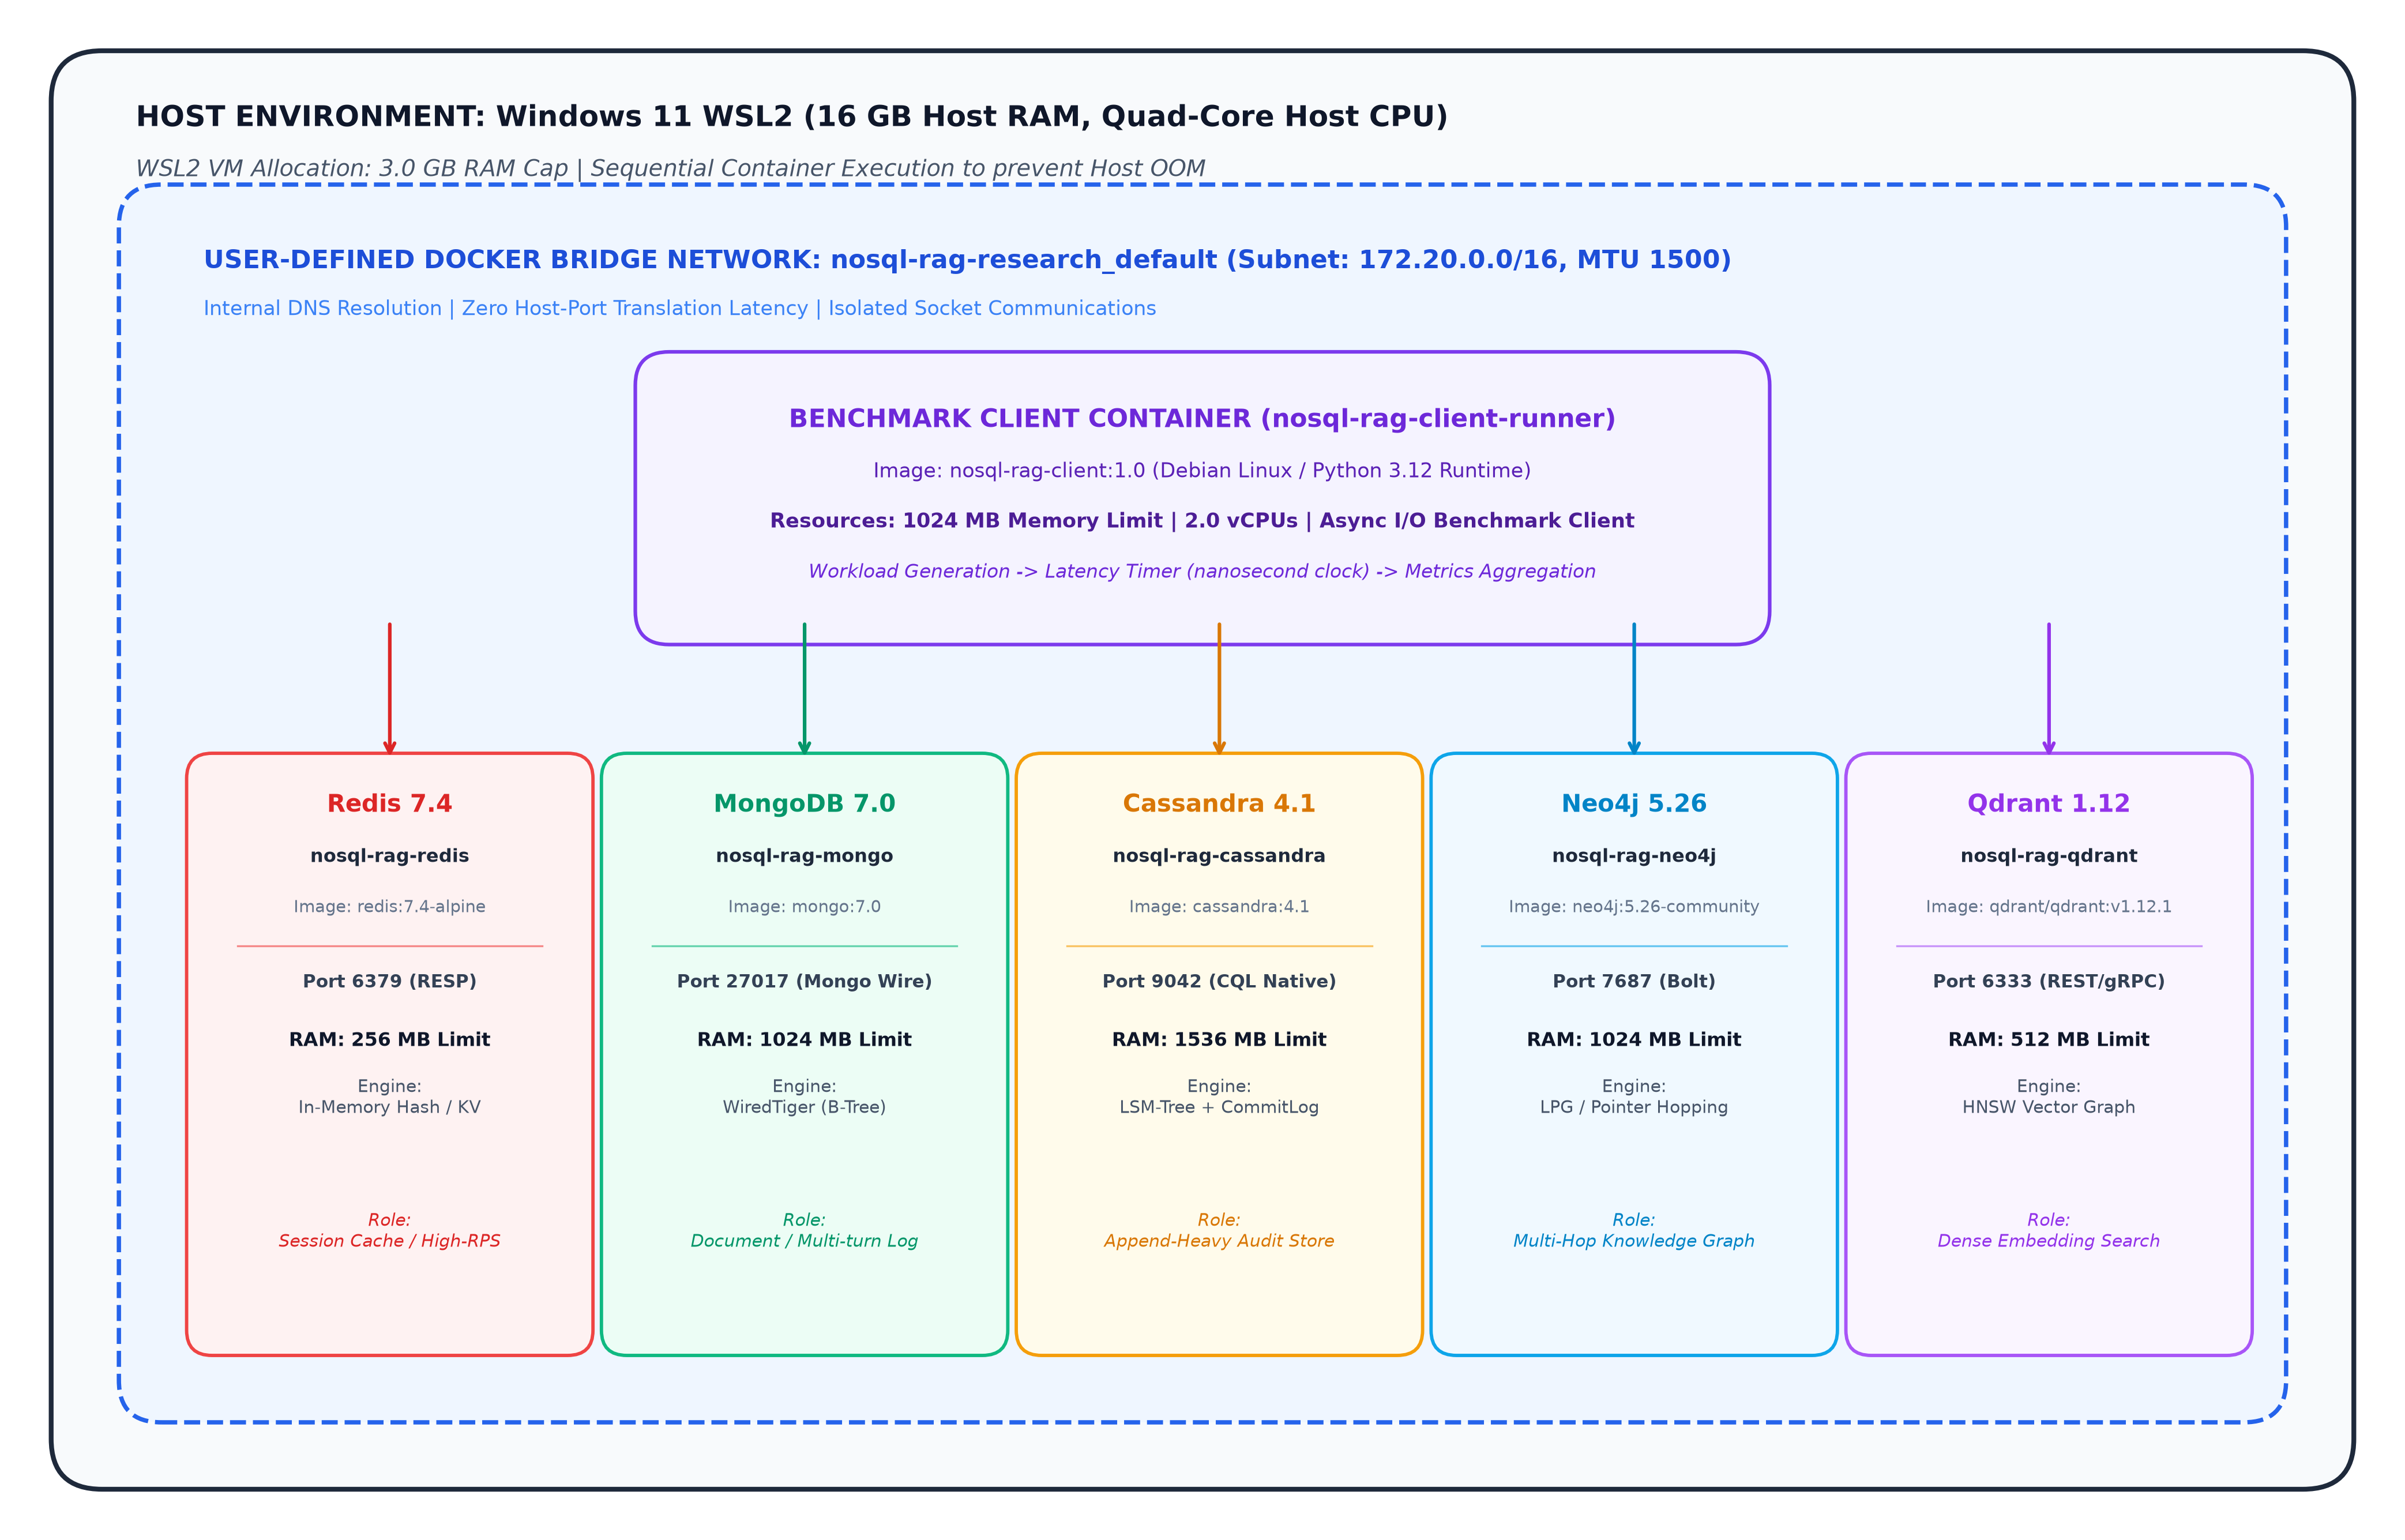 HOST ENVIRONMENT: Windows 11 WSL2 (16 GB Host RAM, Quad-Core Host CPU)
WSL2 VM Allocation: 3.0 GB RAM Cap | Sequential Container Execution to prevent Host OOM
USER-DEFINED DOCKER BRIDGE NETWORK: nosql-rag-research_default (Subnet: 172.20.0.0/16, MTU 1500)
Internal DNS Resolution | Zero Host-Port Translation Latency | Isolated Socket Communications
BENCHMARK CLIENT CONTAINER (nosql-rag-client-runner)
Image: nosql-rag-client:1.0 (Debian Linux / Python 3.12 Runtime)
Resources: 1024 MB Memory Limit | 2.0 vCPUs | Async I/O Benchmark Client
Workload Generation -> Latency Timer (nanosecond clock) -> Metrics Aggregation
Redis 7.4
nosql-rag-redis
Image: redis:7.4-alpine
Port 6379 (RESP)
RAM: 256 MB Limit
Engine:
In-Memory Hash / KV
Role:
Session Cache / High-RPS
MongoDB 7.0
nosql-rag-mongo
Image: mongo:7.0
Port 27017 (Mongo Wire)
RAM: 1024 MB Limit
Engine:
WiredTiger (B-Tree)
Role:
Document / Multi-turn Log
Cassandra 4.1
nosql-rag-cassandra
Image: cassandra:4.1
Port 9042 (CQL Native)
RAM: 1536 MB Limit
Engine:
LSM-Tree + CommitLog
Role:
Append-Heavy Audit Store
Neo4j 5.26
nosql-rag-neo4j
Image: neo4j:5.26-community
Port 7687 (Bolt)
RAM: 1024 MB Limit
Engine:
LPG / Pointer Hopping
Role:
Multi-Hop Knowledge Graph
Qdrant 1.12
nosql-rag-qdrant
Image: qdrant/qdrant:v1.12.1
Port 6333 (REST/gRPC)
RAM: 512 MB Limit
Engine:
HNSW Vector Graph
Role:
Dense Embedding Search